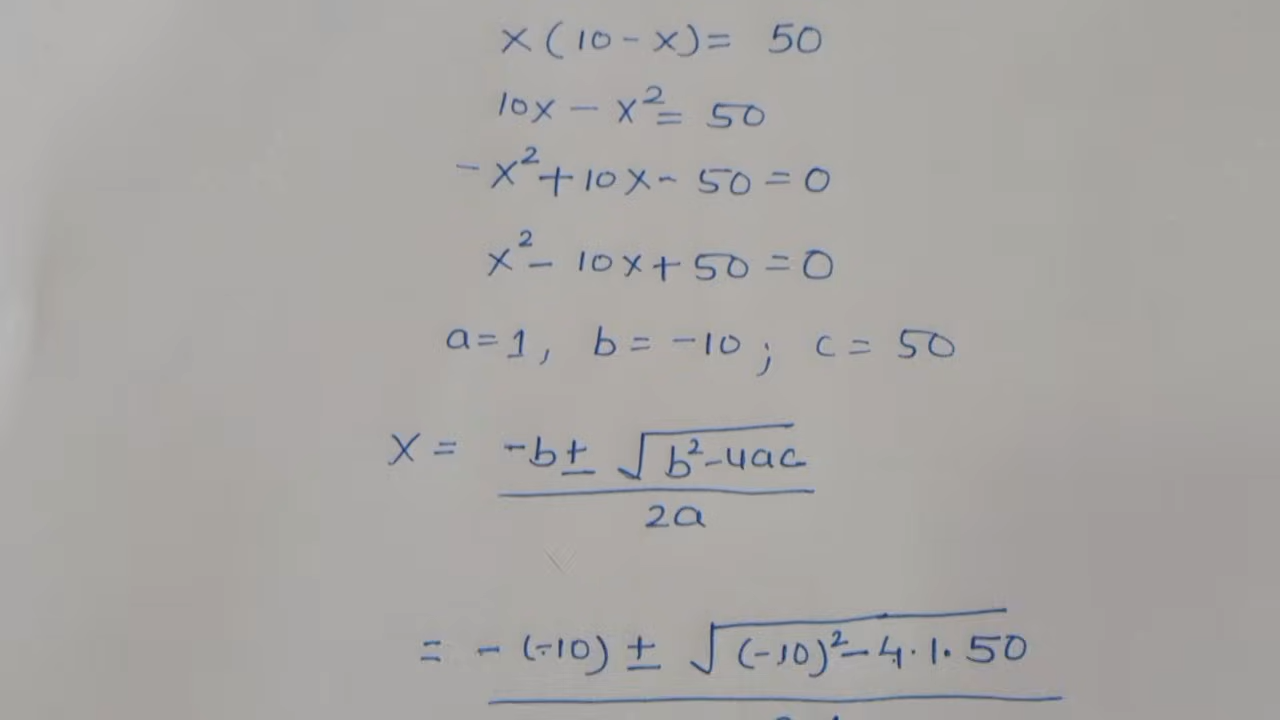 x(10-x)= 50
10x - x²= 50
-x²+10x- 50=0
x²- 10x+50=0
a=1, b= -10; c= 50
x= -b± √b²-4ac
2a
= -(-10) ± √(-10)²-4·1·50